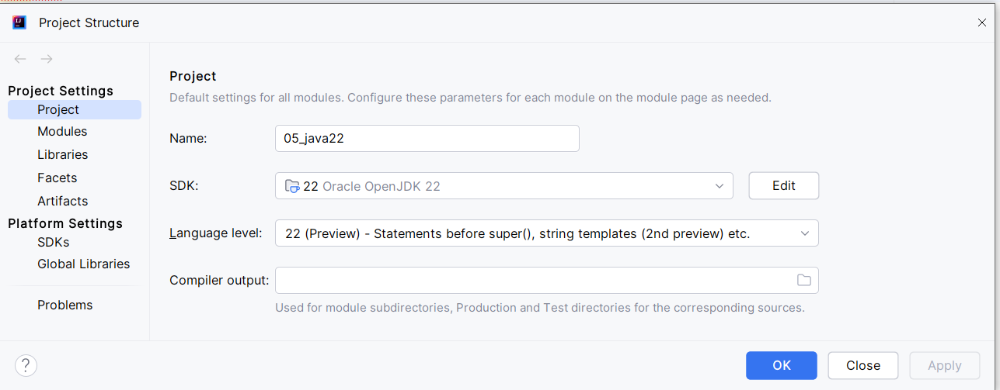 Project Structure
Project Settings
Project
Modules
Libraries
Facets
Artifacts
Platform Settings
SDKs
Global Libraries
Problems
Project
Default settings for all modules. Configure these parameters for each module on the module page as needed.
Name: 05_java22
SDK: 22 Oracle OpenJDK 22 Edit
Language level: 22 (Preview) - Statements before super(), string templates (2nd preview) etc.
Compiler output:
Used for module subdirectories, Production and Test directories for the corresponding sources.
? OK Close Apply